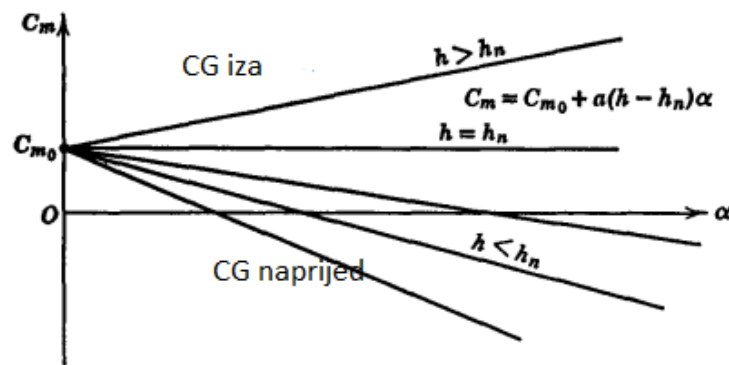 Cₘ
CG iza
h > hₙ
Cₘ = Cₘ₀ + a(h − hₙ)α
Cₘ₀
h = hₙ
O
α
h < hₙ
CG naprijed